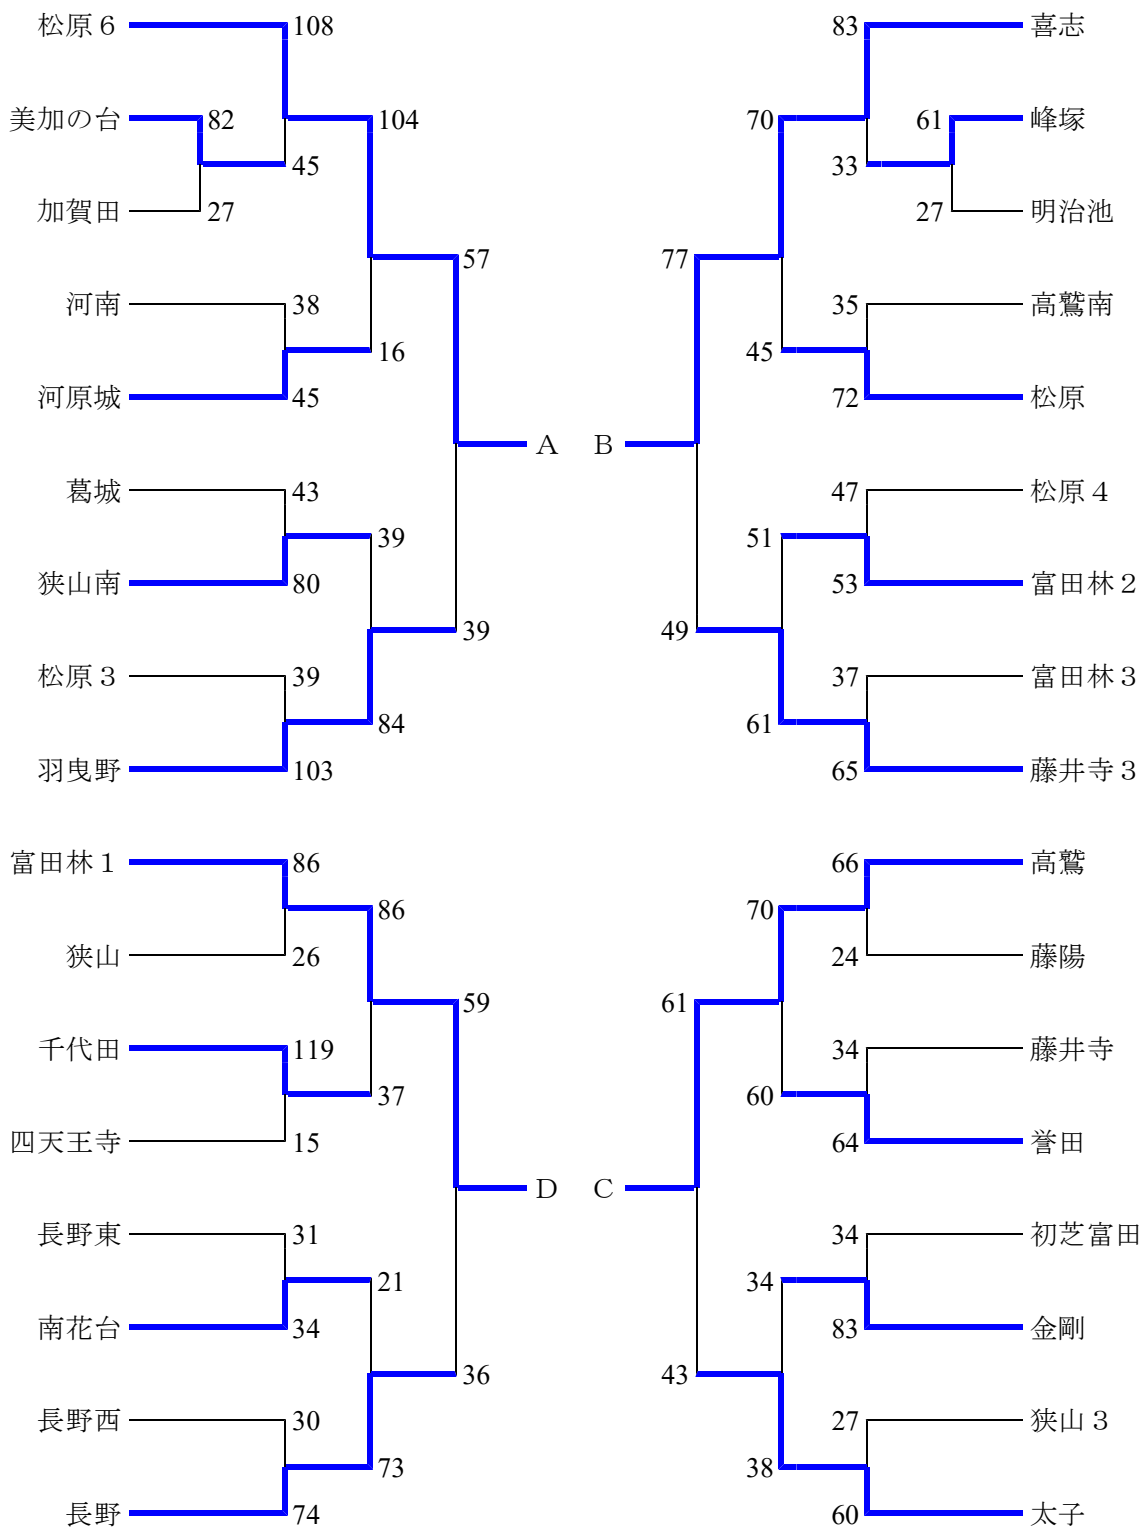 松原６ 108 83 喜志
美加の台 82 104 70 61 峰塚
45 33
加賀田 27 27 明治池
57 77
河南 38 35 高鷲南
16 45
河原城 45 72 松原
A B
葛城 43 47 松原４
39 51
狭山南 80 53 富田林２
39 49
松原３ 39 37 富田林３
84 61
羽曳野 103 65 藤井寺３
富田林１ 86 66 高鷲
86 70
狭山 26 24 藤陽
59 61
千代田 119 34 藤井寺
37 60
四天王寺 15 64 誉田
D C
長野東 31 34 初芝富田
21 34
南花台 34 83 金剛
36 43
長野西 30 27 狭山３
73 38
長野 74 60 太子